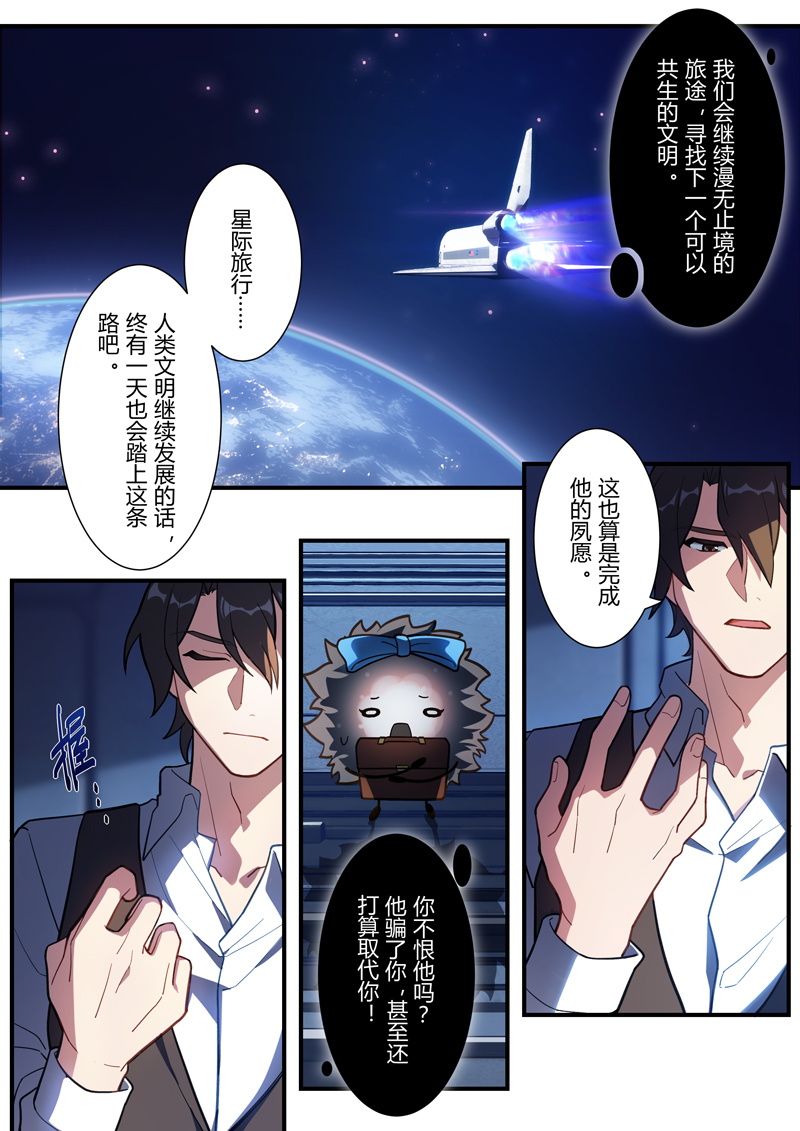 我们会继续漫无止境的
旅途，寻找下一个可以
共生的文明。
星际旅行……
人类文明继续发展的话，
终有一天也会踏上这条
路吧。
这也算是完成
他的夙愿。
你不恨他吗？
他骗了你，甚至还
打算取代你！
握…